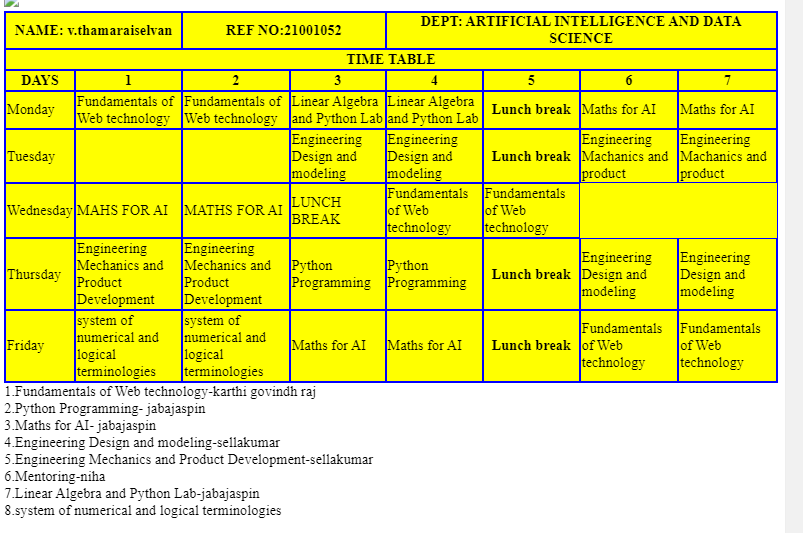 NAME: v.thamaraiselvan REF NO:21001052 DEPT: ARTIFICIAL INTELLIGENCE AND DATA
SCIENCE
TIME TABLE
DAYS 1 2 3 4 5 6 7
Monday Fundamentals of Web technology Fundamentals of Web technology Linear Algebra and Python Lab Linear Algebra and Python Lab Lunch break Maths for AI Maths for AI
Tuesday Engineering Design and modeling Engineering Design and modeling Lunch break Engineering Machanics and product Engineering Machanics and product
Wednesday MAHS FOR AI MATHS FOR AI LUNCH BREAK Fundamentals of Web technology Fundamentals of Web technology
Thursday Engineering Mechanics and Product Development Engineering Mechanics and Product Development Python Programming Python Programming Lunch break Engineering Design and modeling Engineering Design and modeling
Friday system of numerical and logical terminologies system of numerical and logical terminologies Maths for AI Maths for AI Lunch break Fundamentals of Web technology Fundamentals of Web technology
1.Fundamentals of Web technology-karthi govindh raj
2.Python Programming- jabajaspin
3.Maths for AI- jabajaspin
4.Engineering Design and modeling-sellakumar
5.Engineering Mechanics and Product Development-sellakumar
6.Mentoring-niha
7.Linear Algebra and Python Lab-jabajaspin
8.system of numerical and logical terminologies